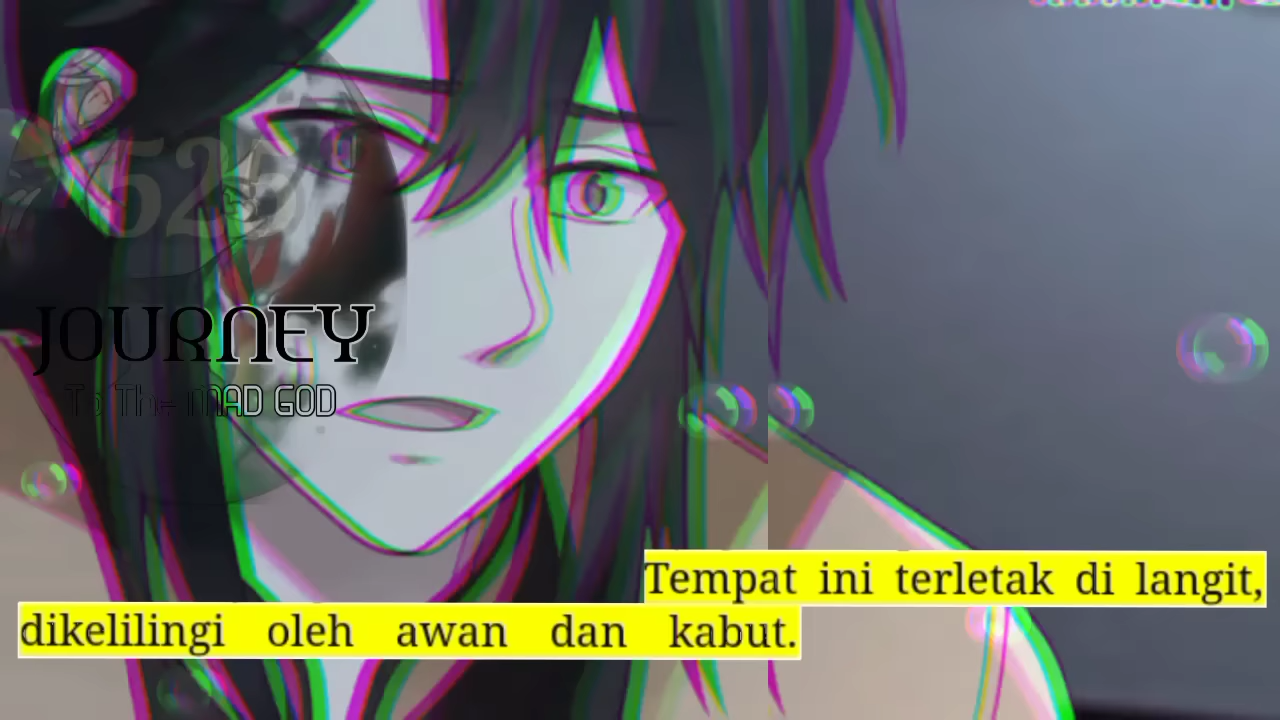 JOURNEY
To The MAD GOD
Tempat ini terletak di langit,
dikelilingi oleh awan dan kabut.